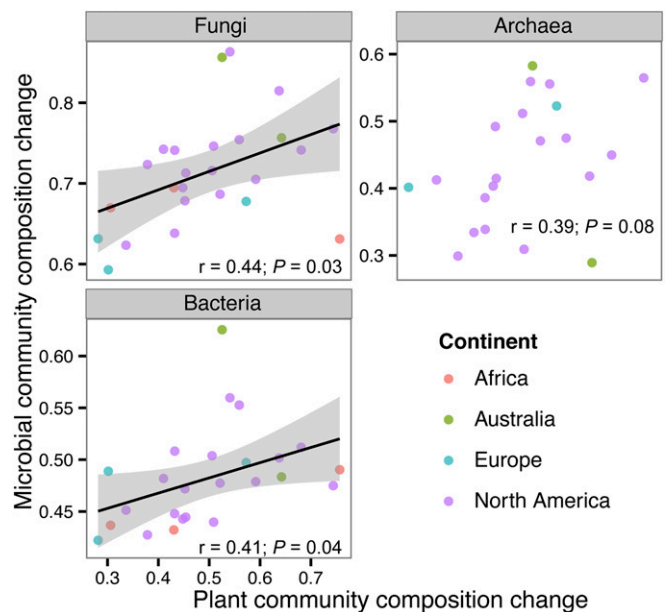 Fungi
Archaea
Microbial community composition change
0.8
0.7
0.6
r = 0.44; P = 0.03
0.6
0.5
0.4
0.3
r = 0.39; P = 0.08
Bacteria
0.60
0.55
0.50
0.45
r = 0.41; P = 0.04
0.3 0.4 0.5 0.6 0.7
Plant community composition change
Continent
Africa
Australia
Europe
North America